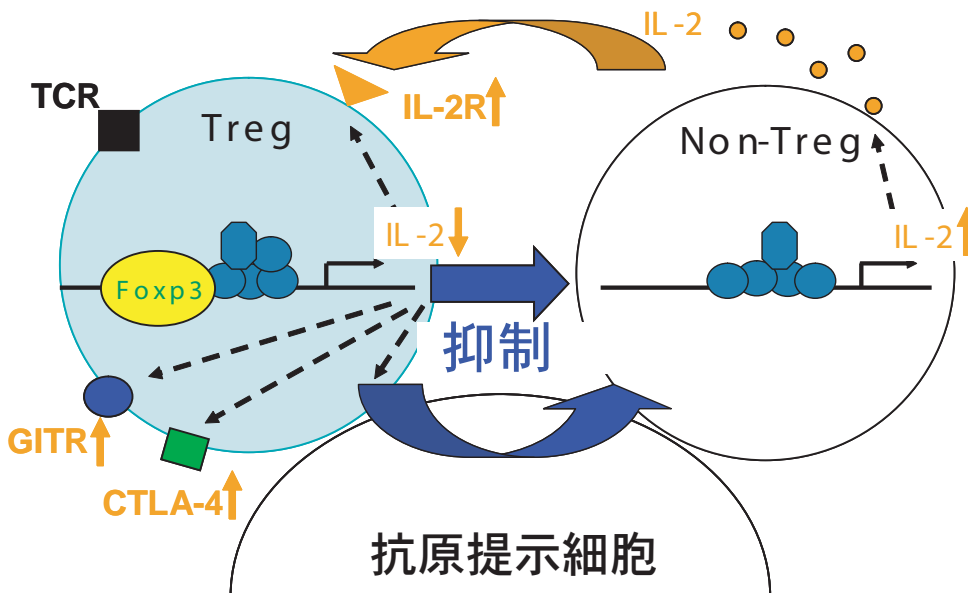 IL-2
TCR
IL-2R
Treg
Non-Treg
IL-2
IL-2
Foxp3
抑制
GITR
CTLA-4
抗原提示細胞